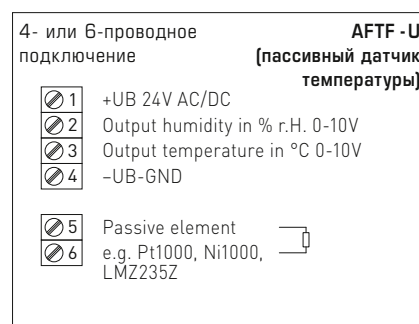 4- или 6-проводное
подключение
AFTF - U
(пассивный датчик
температуры)
1 +UB 24V AC/DC
2 Output humidity in % r.H. 0-10V
3 Output temperature in °C 0-10V
4 –UB-GND
5 Passive element
6 e.g. Pt1000, Ni1000,
LMZ235Z